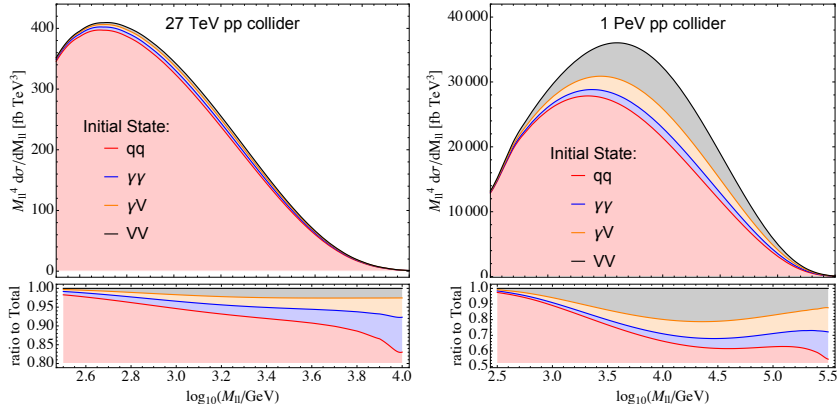 27 TeV pp collider
M_ll^4 dσ/dM_ll [fb TeV^3]
400
300
200
100
0
Initial State:
qq
γγ
γV
VV
ratio to Total
1.00
0.95
0.90
0.85
0.80
2.6 2.8 3.0 3.2 3.4 3.6 3.8 4.0
log10(M_ll/GeV)
1 PeV pp collider
M_ll^4 dσ/dM_ll [fb TeV^3]
40 000
30 000
20 000
10 000
0
Initial State:
qq
γγ
γV
VV
ratio to Total
1.0
0.9
0.8
0.7
0.6
0.5
2.5 3.0 3.5 4.0 4.5 5.0 5.5
log10(M_ll/GeV)